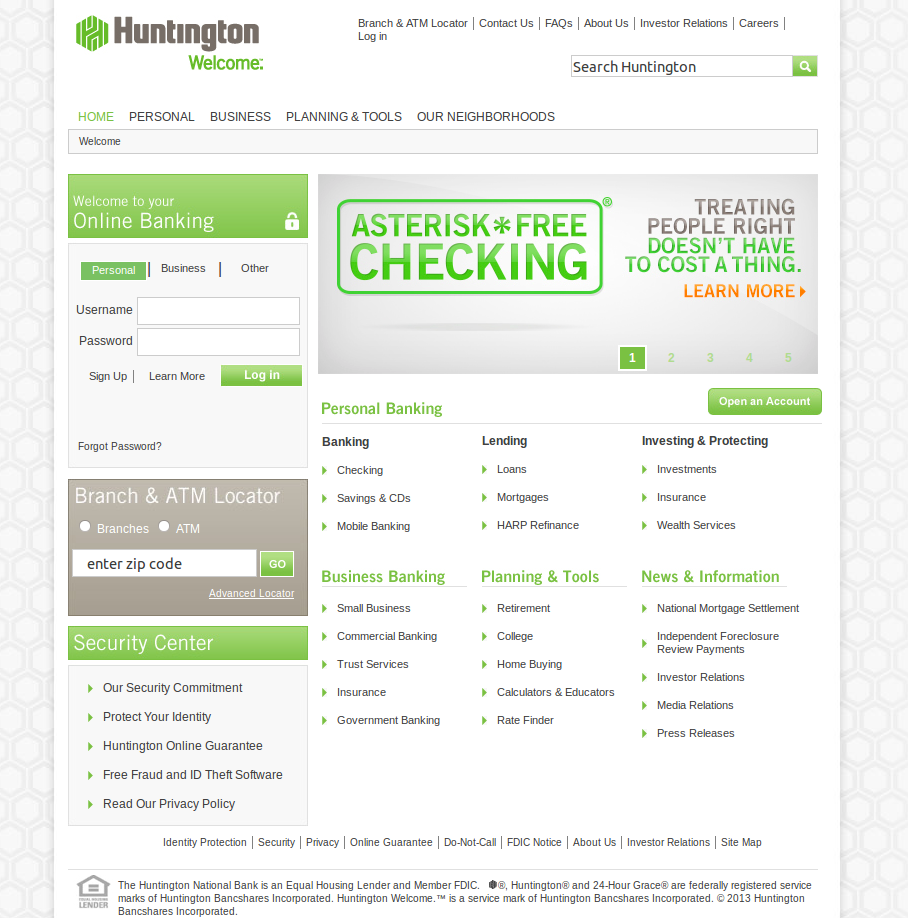 Huntington
Welcome.™
Branch & ATM Locator | Contact Us | FAQs | About Us | Investor Relations | Careers |
Log in
Search Huntington
HOME PERSONAL BUSINESS PLANNING & TOOLS OUR NEIGHBORHOODS
Welcome
Welcome to your
Online Banking
Personal | Business | Other
Username
Password
Sign Up | Learn More Log in
Forgot Password?
Branch & ATM Locator
Branches ATM
enter zip code GO
Advanced Locator
Security Center
Our Security Commitment
Protect Your Identity
Huntington Online Guarantee
Free Fraud and ID Theft Software
Read Our Privacy Policy
ASTERISK*FREE®
CHECKING
TREATING
PEOPLE RIGHT
DOESN'T HAVE
TO COST A THING.
LEARN MORE
1 2 3 4 5
Personal Banking
Open an Account
Banking
Checking
Savings & CDs
Mobile Banking
Lending
Loans
Mortgages
HARP Refinance
Investing & Protecting
Investments
Insurance
Wealth Services
Business Banking
Small Business
Commercial Banking
Trust Services
Insurance
Government Banking
Planning & Tools
Retirement
College
Home Buying
Calculators & Educators
Rate Finder
News & Information
National Mortgage Settlement
Independent Foreclosure
Review Payments
Investor Relations
Media Relations
Press Releases
Identity Protection | Security | Privacy | Online Guarantee | Do-Not-Call | FDIC Notice | About Us | Investor Relations | Site Map
EQUAL HOUSING
LENDER
The Huntington National Bank is an Equal Housing Lender and Member FDIC. ®, Huntington® and 24-Hour Grace® are federally registered service
marks of Huntington Bancshares Incorporated. Huntington Welcome.™ is a service mark of Huntington Bancshares Incorporated. © 2013 Huntington
Bancshares Incorporated.